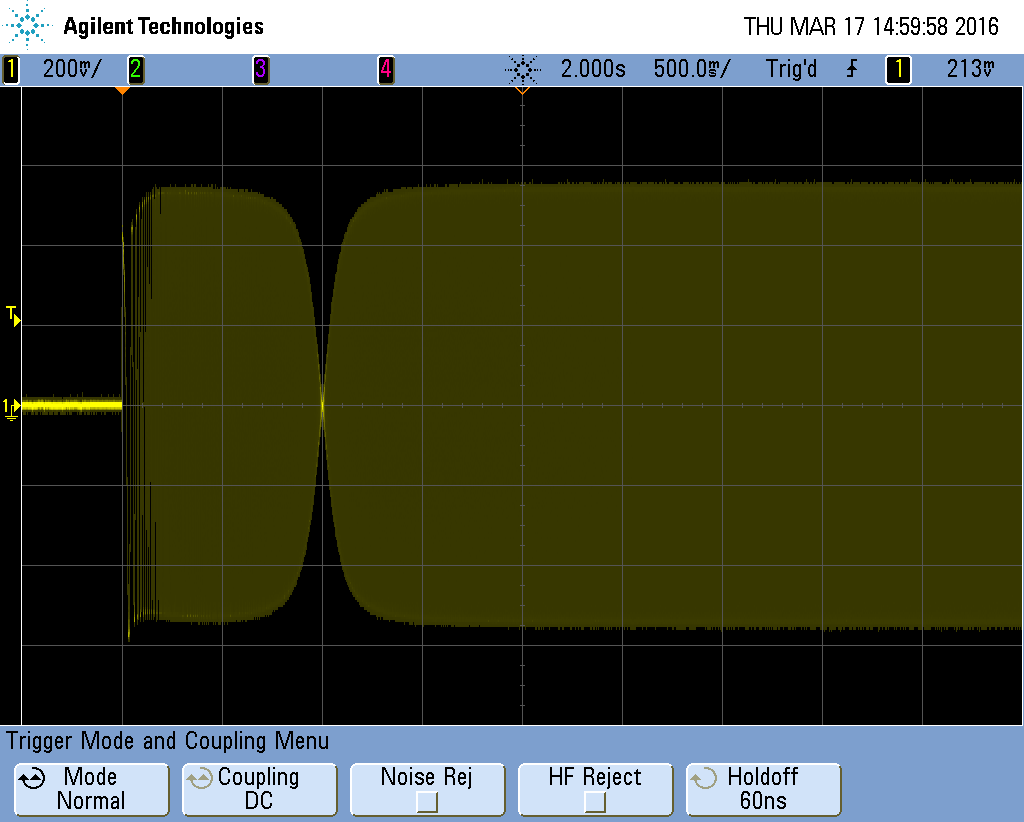 Agilent Technologies
THU MAR 17 14:59:58 2016
1 200mV/ 2 3 4 2.000s 500.0ms/ Trig'd 1 213mV
T
1
Trigger Mode and Coupling Menu
Mode
Normal
Coupling
DC
Noise Rej
HF Reject
Holdoff
60ns